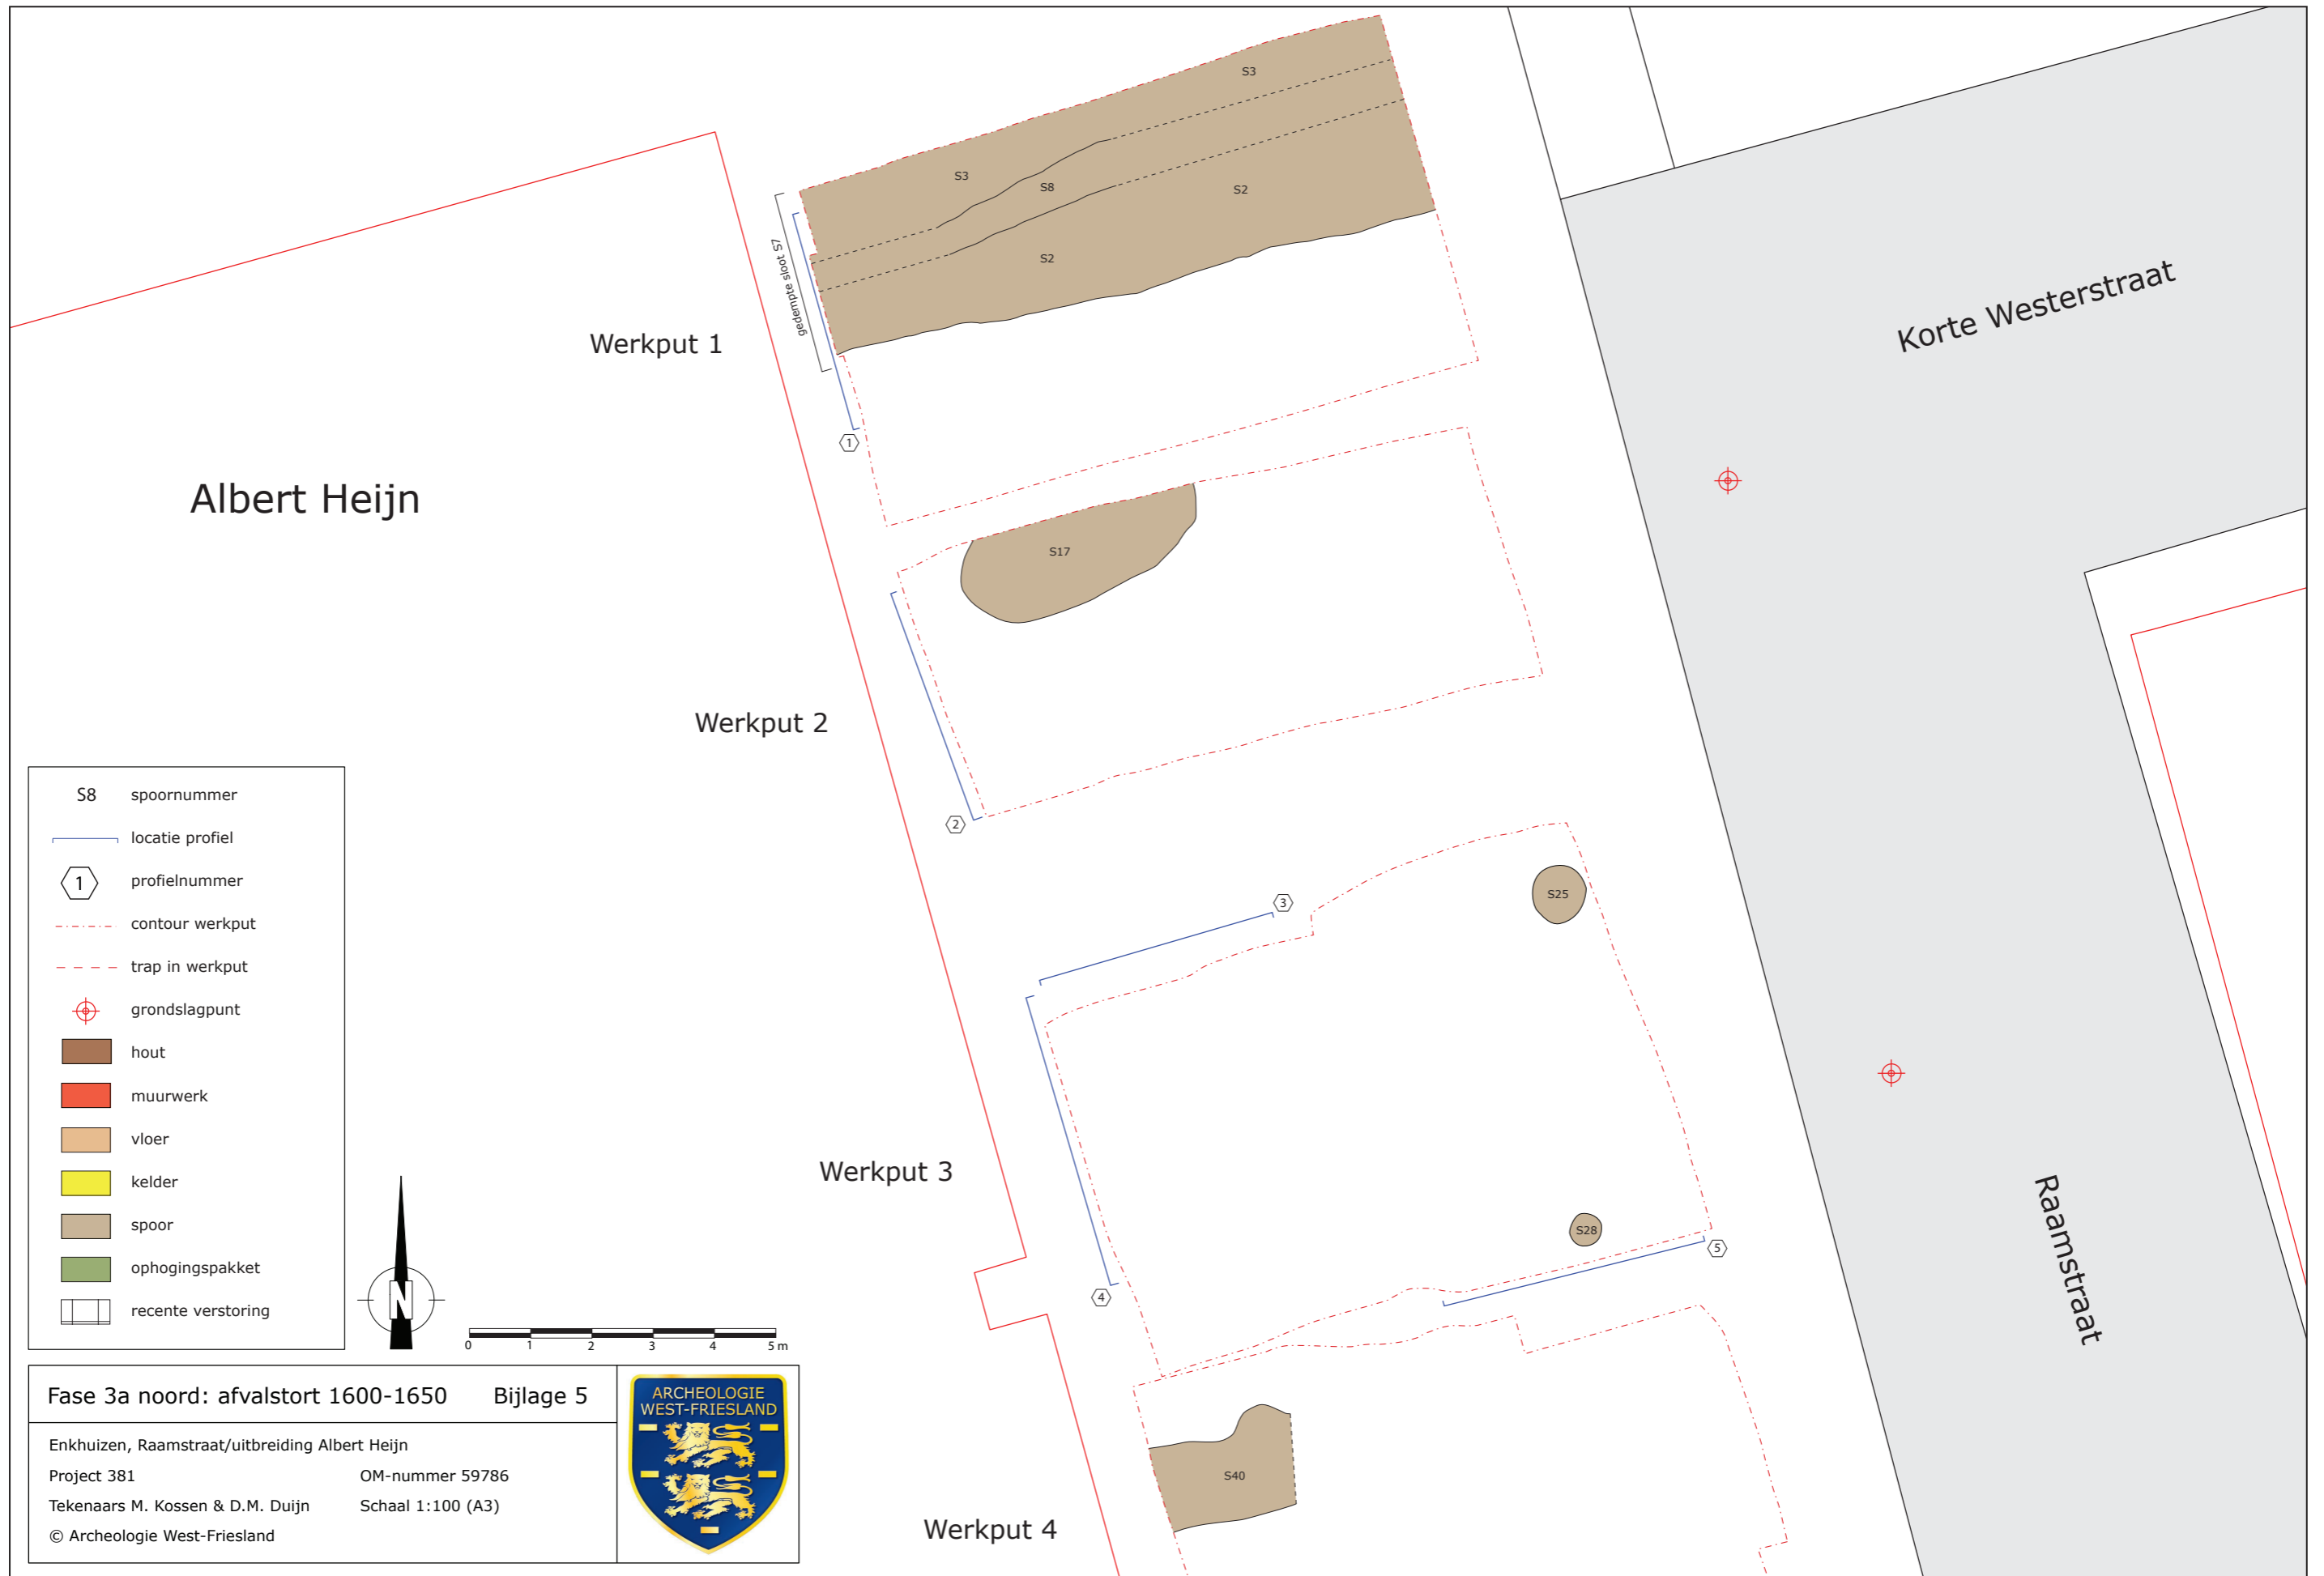 S3
S3
S8
S2
S2
gedempte sloot S7
Werkput 1
1
Korte Westerstraat
Albert Heijn
S17
Werkput 2
2
S25
3
Werkput 3
S28
5
4
Raamstraat
S40
Werkput 4
S8 spoornummer
locatie profiel
1 profielnummer
contour werkput
trap in werkput
grondslagpunt
hout
muurwerk
vloer
kelder
spoor
ophogingspakket
recente verstoring
N
0 1 2 3 4 5 m
Fase 3a noord: afvalstort 1600-1650 Bijlage 5
Enkhuizen, Raamstraat/uitbreiding Albert Heijn
Project 381 OM-nummer 59786
Tekenaars M. Kossen & D.M. Duijn Schaal 1:100 (A3)
© Archeologie West-Friesland
ARCHEOLOGIE
WEST-FRIESLAND